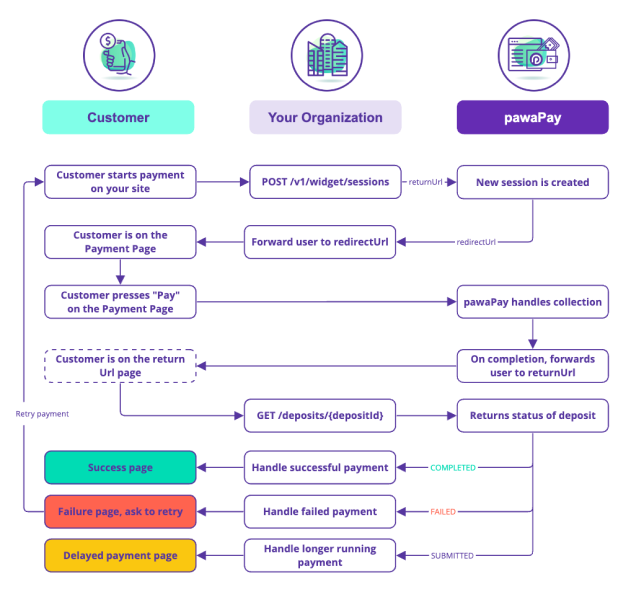 $
Customer
Your Organization
pawaPay
Customer starts payment
on your site
POST /v1/widget/sessions
returnUrl
New session is created
Customer is on the
Payment Page
Forward user to redirectUrl
redirectUrl
Customer presses "Pay"
on the Payment Page
pawaPay handles collection
Customer is on the return
Url page
On completion, forwards
user to returnUrl
Retry payment
GET /deposits/{depositId}
Returns status of deposit
Success page
Handle successful payment
COMPLETED
Failure page, ask to retry
Handle failed payment
FAILED
Delayed payment page
Handle longer running
payment
SUBMITTED